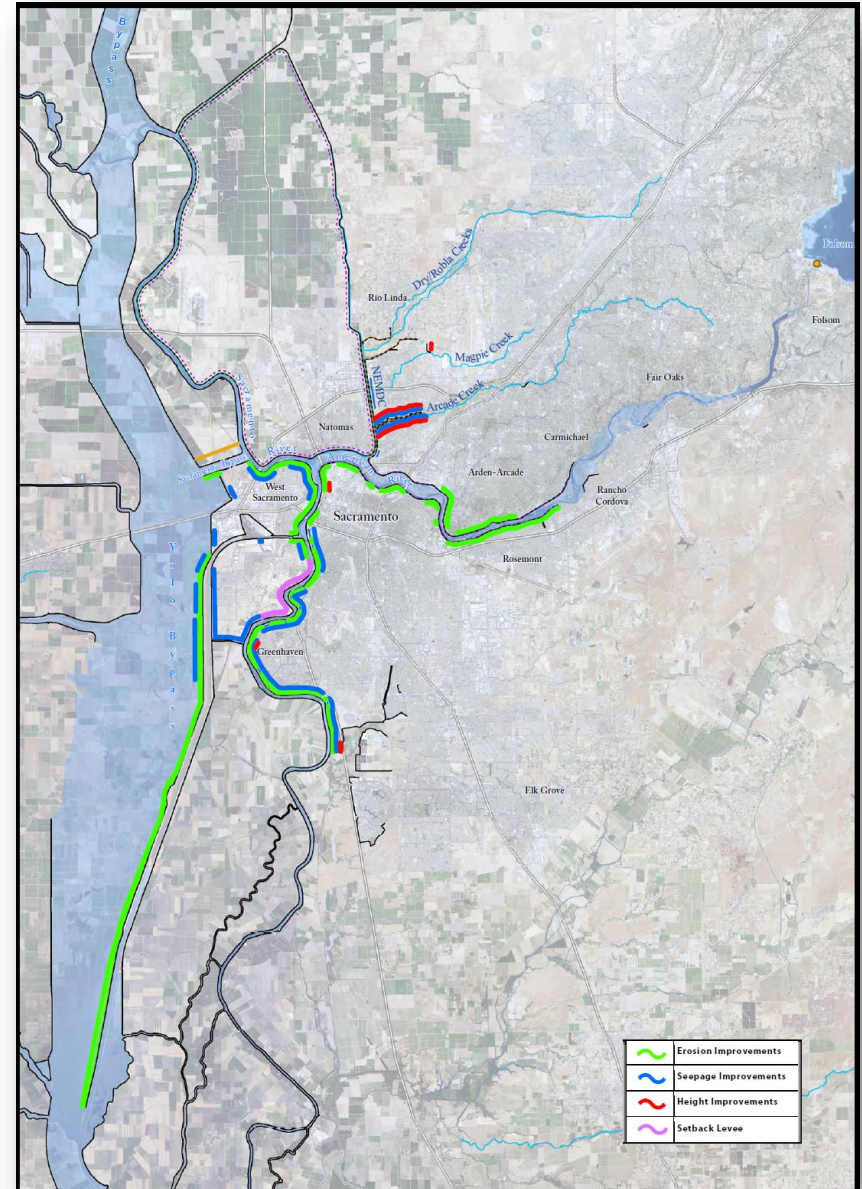 Bypass
Folsom
Dry/Robla Creeks
Rio Linda
Folsom
Magpie Creek
NEMDC
Fair Oaks
Arcade Creek
Sacramento
River
Natomas
Carmichael
Arden-Arcade
West
Sacramento
Rancho
Cordova
Sacramento
Rosemont
Yolo Bypass
Greenhaven
Elk Grove
Erosion Improvements
Seepage Improvements
Height Improvements
Setback Levee